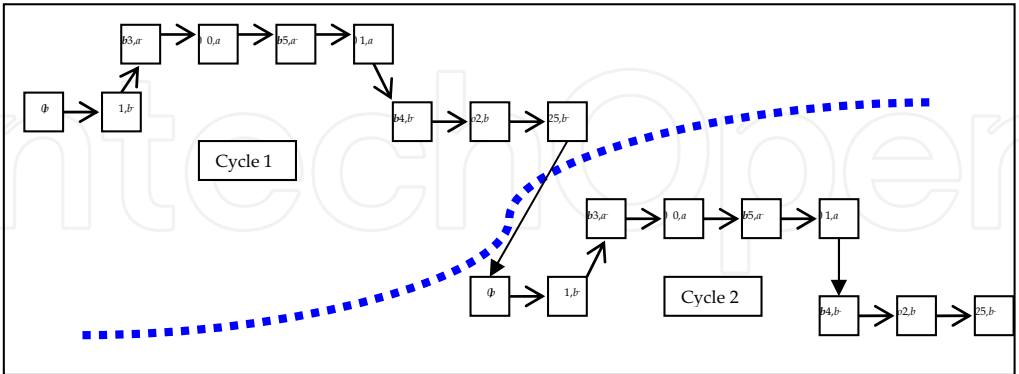 b3,a
0,a
b5,a
1,a
1,b
b4,b
o2,b
25,b
Cycle 1
b3,a
0,a
b5,a
1,a
1,b
Cycle 2
b4,b
o2,b
25,b